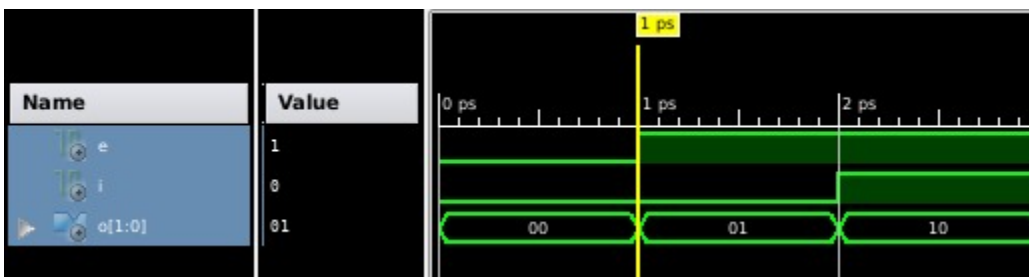 1 ps
Name Value 0 ps 1 ps 2 ps
e 1
i 0
o[1:0] 01 00 01 10